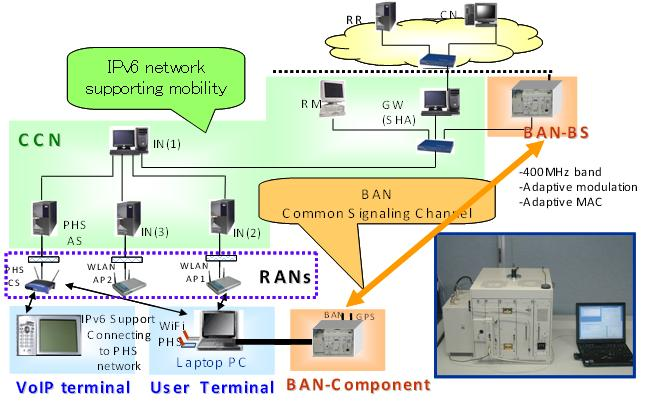 RR
CN
IPv6 network
supporting mobility
RM
GW
(SHA)
BAN-BS
CCN
IN(1)
-400MHz band
-Adaptive modulation
-Adaptive MAC
BAN
Common Signaling Channel
PHS
AS
IN(3)
IN(2)
PHS
CS
WLAN
AP2
WLAN
AP1
RANs
IPv6 Support
Connecting
to PHS
network
WiFi
PHS
BAN
GPS
Laptop PC
VoIP terminal
User Terminal
BAN-Component